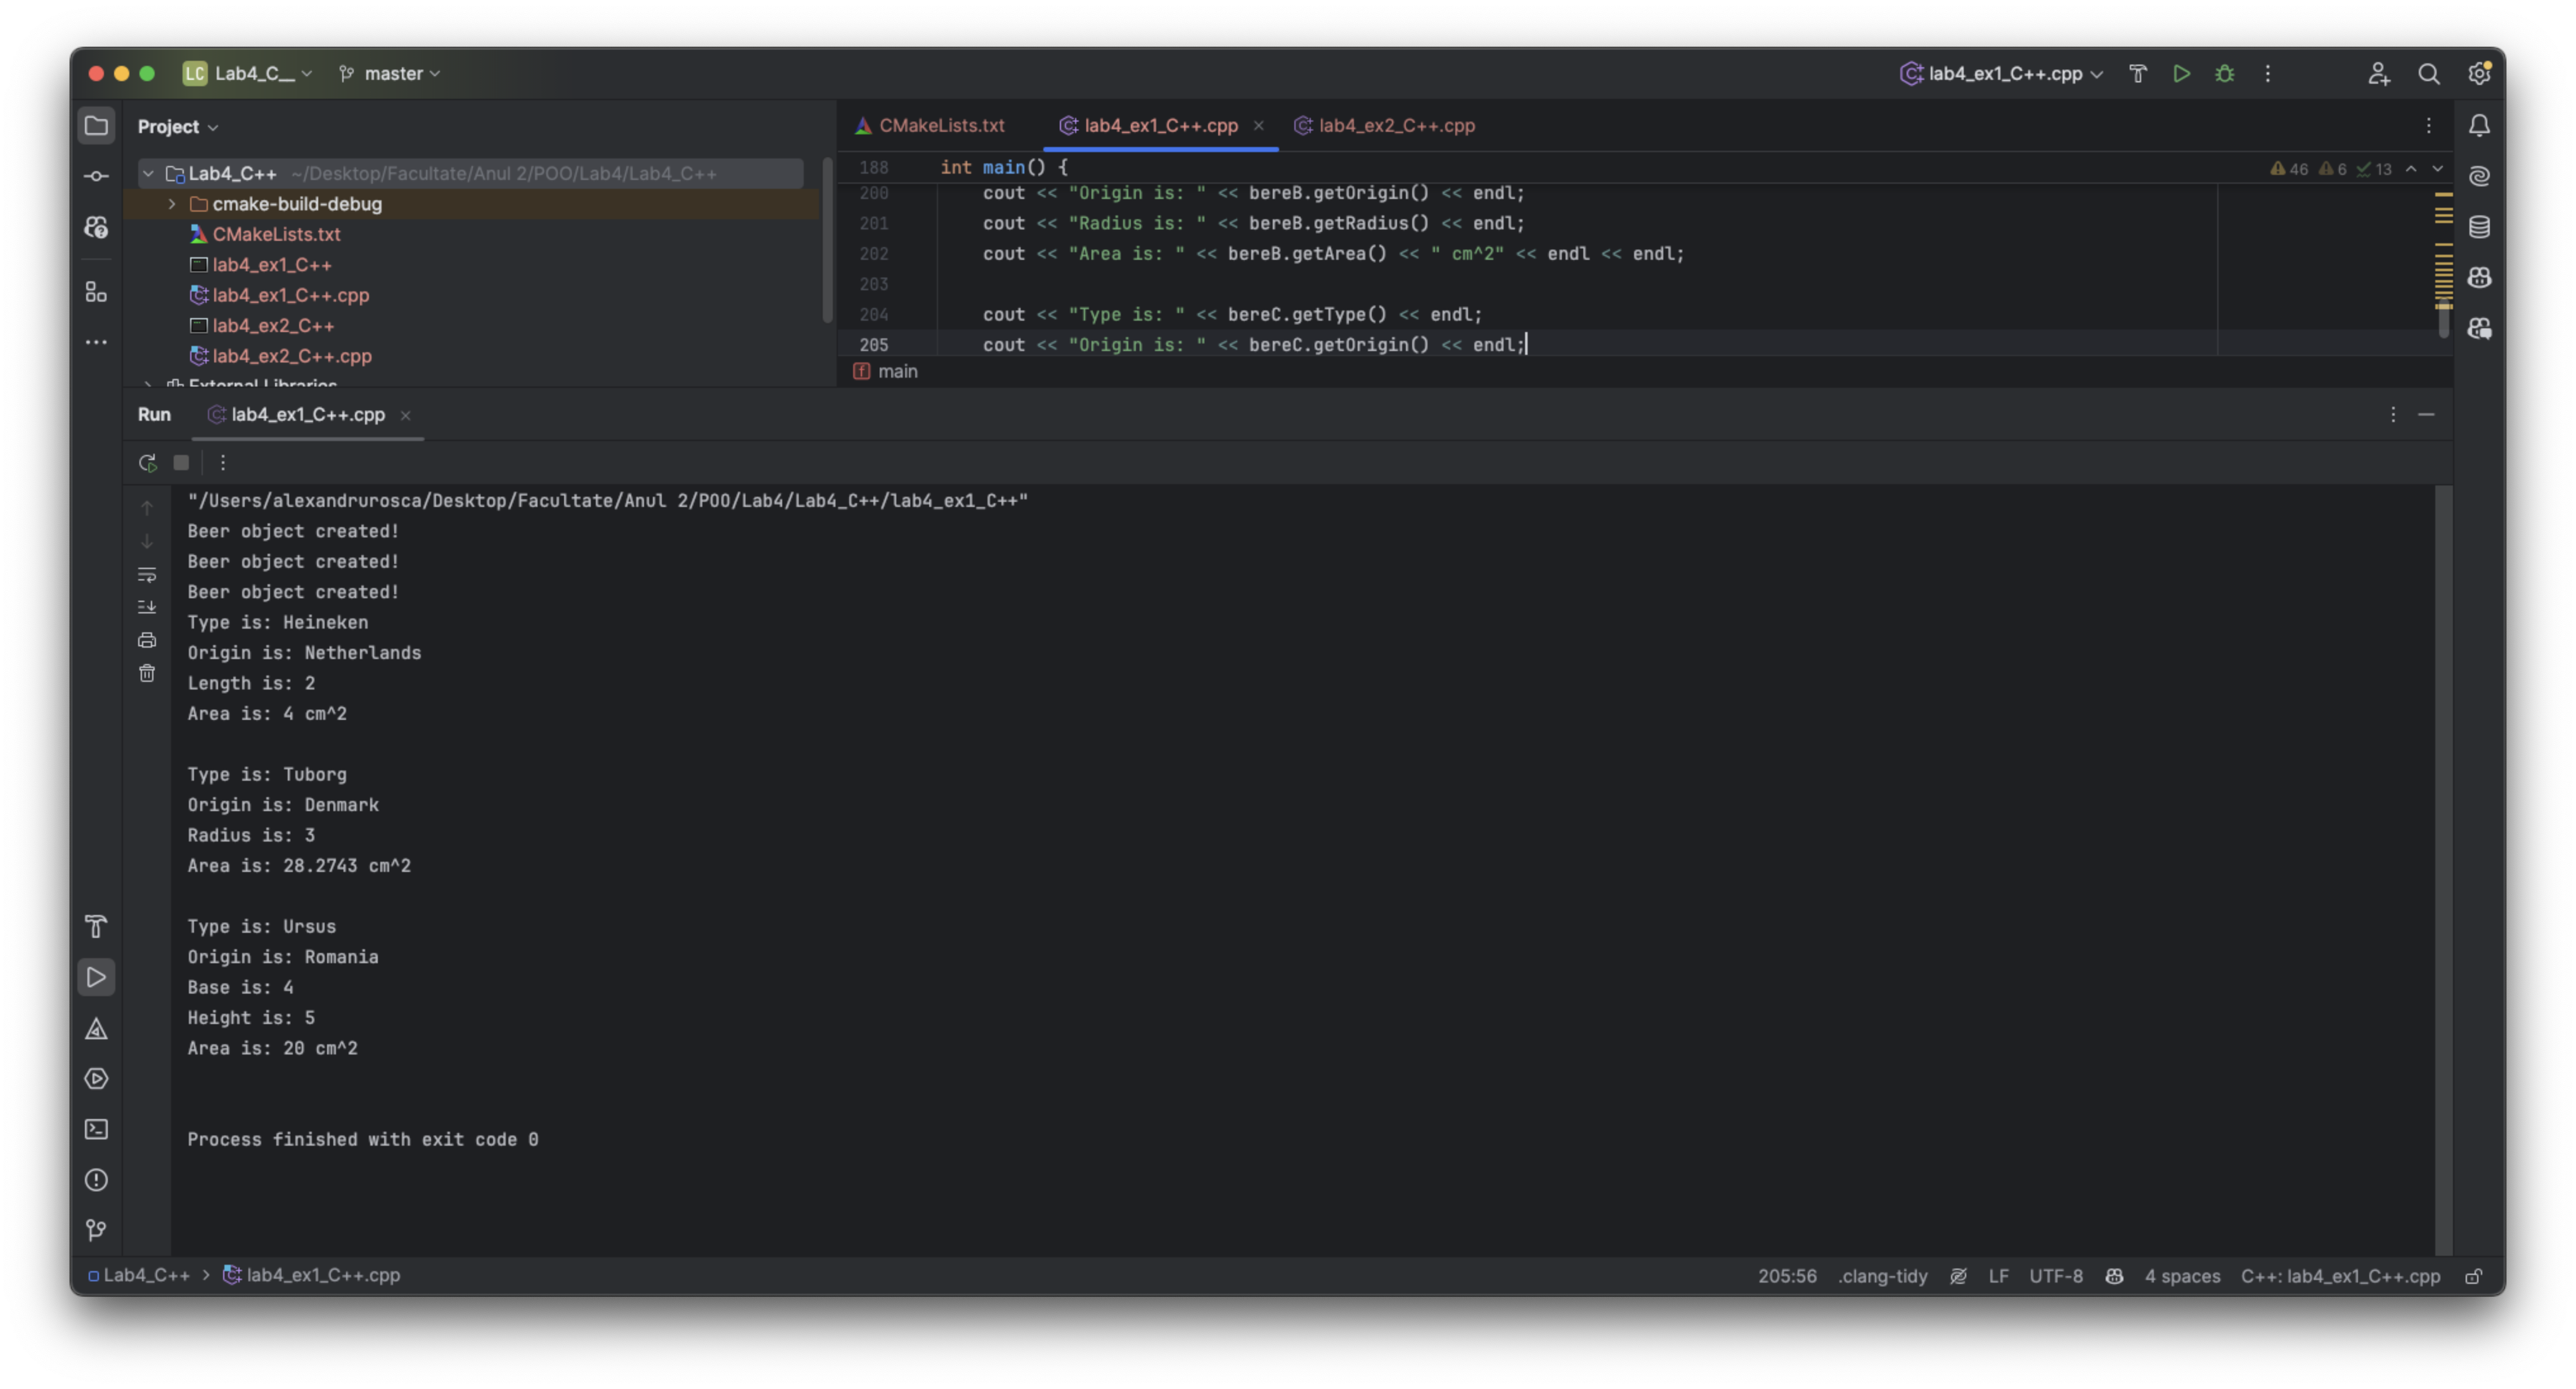 LC Lab4_C__ master lab4_ex1_C++.cpp
Project
CMakeLists.txt lab4_ex1_C++.cpp lab4_ex2_C++.cpp
Lab4_C++ ~/Desktop/Facultate/Anul 2/POO/Lab4/Lab4_C++
cmake-build-debug
CMakeLists.txt
lab4_ex1_C++
lab4_ex1_C++.cpp
lab4_ex2_C++
lab4_ex2_C++.cpp
External Libraries
188 int main() { 46 6 13
200 cout << "Origin is: " << bereB.getOrigin() << endl;
201 cout << "Radius is: " << bereB.getRadius() << endl;
202 cout << "Area is: " << bereB.getArea() << " cm^2" << endl << endl;
203
204 cout << "Type is: " << bereC.getType() << endl;
205 cout << "Origin is: " << bereC.getOrigin() << endl;
f main
Run lab4_ex1_C++.cpp
"/Users/alexandrurosca/Desktop/Facultate/Anul 2/POO/Lab4/Lab4_C++/lab4_ex1_C++"
Beer object created!
Beer object created!
Beer object created!
Type is: Heineken
Origin is: Netherlands
Length is: 2
Area is: 4 cm^2
Type is: Tuborg
Origin is: Denmark
Radius is: 3
Area is: 28.2743 cm^2
Type is: Ursus
Origin is: Romania
Base is: 4
Height is: 5
Area is: 20 cm^2
Process finished with exit code 0
Lab4_C++ > lab4_ex1_C++.cpp 205:56 .clang-tidy LF UTF-8 4 spaces C++: lab4_ex1_C++.cpp